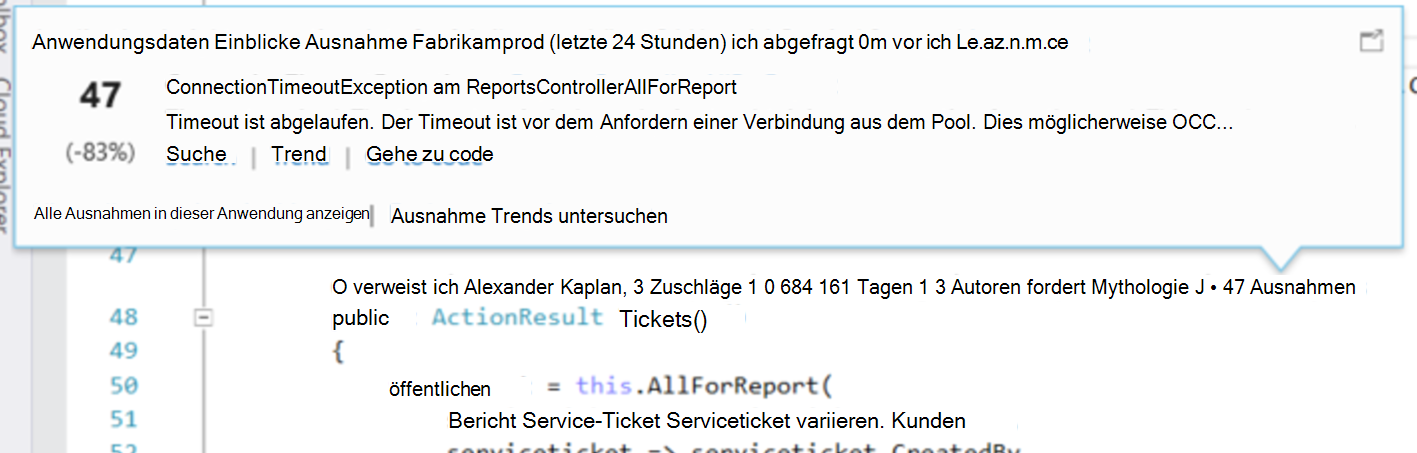 Anwendungsdaten Einblicke Ausnahme Fabrikamprod (letzte 24 Stunden) ich abgefragt 0m vor ich Le.az.n.m.ce
47 ConnectionTimeoutException am ReportsControllerAllForReport
Timeout ist abgelaufen. Der Timeout ist vor dem Anfordern einer Verbindung aus dem Pool. Dies möglicherweise OCC...
(-83%) Suche | Trend | Gehe zu code
Alle Ausnahmen in dieser Anwendung anzeigen| Ausnahme Trends untersuchen
Cloud Explorer
47
O verweist ich Alexander Kaplan, 3 Zuschläge 1 0 684 161 Tagen 1 3 Autoren fordert Mythologie J • 47 Ausnahmen
48 public ActionResult Tickets()
49 {
50 öffentlichen = this.AllForReport(
51 Bericht Service-Ticket Serviceticket variieren. Kunden
52 serviceticket => serviceticket.CreatedBy